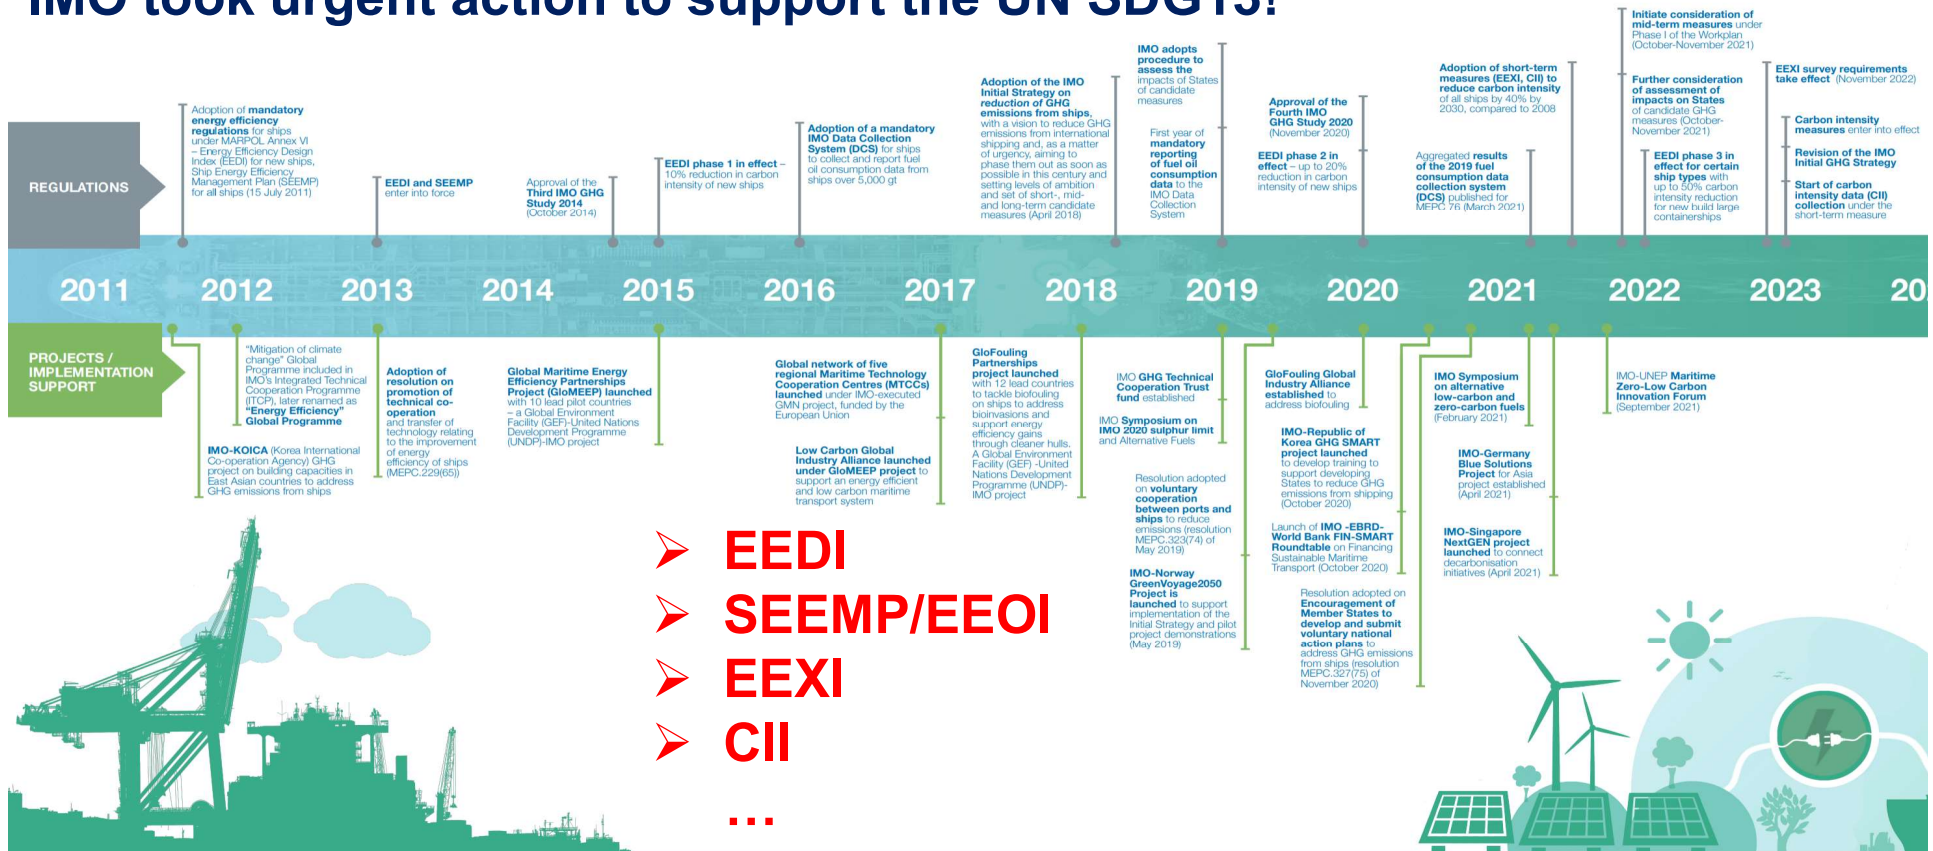 IMO took urgent action to support the UN SDG13!
REGULATIONS
Adoption of mandatory
energy efficiency
regulations for ships
under MARPOL Annex VI
– Energy Efficiency Design
Index (EEDI) for new ships,
Ship Energy Efficiency
Management Plan (SEEMP)
for all ships (15 July 2011)
EEDI and SEEMP
enter into force
Approval of the
Third IMO GHG
Study 2014
(October 2014)
EEDI phase 1 in effect –
10% reduction in carbon
intensity of new ships
Adoption of a mandatory
IMO Data Collection
System (DCS) for ships
to collect and report fuel
oil consumption data from
ships over 5,000 gt
Adoption of the IMO
Initial Strategy on
reduction of GHG
emissions from ships,
with a vision to reduce GHG
emissions from international
shipping and, as a matter
of urgency, aiming to
phase them out as soon as
possible in this century and
setting levels of ambition
and set of short-, mid-
and long-term candidate
measures (April 2018)
IMO adopts
procedure to
assess the
impacts of States
of candidate
measures
First year of
mandatory
reporting
of fuel oil
consumption
data to the
IMO Data
Collection
System
Approval of the
Fourth IMO
GHG Study 2020
(November 2020)
EEDI phase 2 in
effect – up to 20%
reduction in carbon
intensity of new ships
Adoption of short-term
measures (EEXI, CII) to
reduce carbon intensity
of all ships by 40% by
2030, compared to 2008
Aggregated results
of the 2019 fuel
consumption data
collection system
(DCS) published for
MEPC 76 (March 2021)
Initiate consideration of
mid-term measures under
Phase I of the Workplan
(October-November 2021)
Further consideration
of assessment of
impacts on States
of candidate GHG
measures (October-
November 2021)
EEDI phase 3 in
effect for certain
ship types with
up to 50% carbon
intensity reduction
for new build large
containerships
EEXI survey requirements
take effect (November 2022)
Carbon intensity
measures enter into effect
Revision of the IMO
Initial GHG Strategy
Start of carbon
intensity data (CII)
collection under the
short-term measure
2011 2012 2013 2014 2015 2016 2017 2018 2019 2020 2021 2022 2023 20
PROJECTS /
IMPLEMENTATION
SUPPORT
IMO-KOICA (Korea International
Co-operation Agency) GHG
project on building capacities in
East Asian countries to address
GHG emissions from ships
"Mitigation of climate
change" Global
Programme included in
IMO's Integrated Technical
Cooperation Programme
(ITCP), later renamed as
"Energy Efficiency"
Global Programme
Adoption of
resolution on
promotion of
technical co-
operation
and transfer of
technology relating
to the improvement
of energy
efficiency of ships
(MEPC.229(65))
Global Maritime Energy
Efficiency Partnerships
Project (GloMEEP) launched
with 10 lead pilot countries
– a Global Environment
Facility (GEF)-United Nations
Development Programme
(UNDP)-IMO project
Global network of five
regional Maritime Technology
Cooperation Centres (MTCCs)
launched under IMO-executed
GMN project, funded by the
European Union
Low Carbon Global
Industry Alliance launched
under GloMEEP project to
support an energy efficient
and low carbon maritime
transport system
GloFouling
Partnerships
project launched
with 12 lead countries
to tackle biofouling
on ships to address
bioinvasions and
support energy
efficiency gains
through cleaner hulls.
A Global Environment
Facility (GEF) -United
Nations Development
Programme (UNDP)-
IMO project
IMO GHG Technical
Cooperation Trust
fund established
IMO Symposium on
IMO 2020 sulphur limit
and Alternative Fuels
Resolution adopted
on voluntary
cooperation
between ports and
ships to reduce
emissions (resolution
MEPC.323(74) of
May 2019)
IMO-Norway
GreenVoyage2050
Project is
launched to support
implementation of the
Initial Strategy and pilot
project demonstrations
(May 2019)
GloFouling Global
Industry Alliance
established to
address biofouling
IMO-Republic of
Korea GHG SMART
project launched
to develop training to
support developing
States to reduce GHG
emissions from shipping
(October 2020)
Launch of IMO -EBRD-
World Bank FIN-SMART
Roundtable on Financing
Sustainable Maritime
Transport (October 2020)
Resolution adopted on
Encouragement of
Member States to
develop and submit
voluntary national
action plans to
address GHG emissions
from ships (resolution
MEPC.327(75) of
November 2020)
IMO Symposium
on alternative
low-carbon and
zero-carbon fuels
(February 2021)
IMO-Germany
Blue Solutions
Project for Asia
project established
(April 2021)
IMO-Singapore
NextGEN project
launched to connect
decarbonisation
initiatives (April 2021)
IMO-UNEP Maritime
Zero-Low Carbon
Innovation Forum
(September 2021)
➢ EEDI
➢ SEEMP/EEOI
➢ EEXI
➢ CII
…